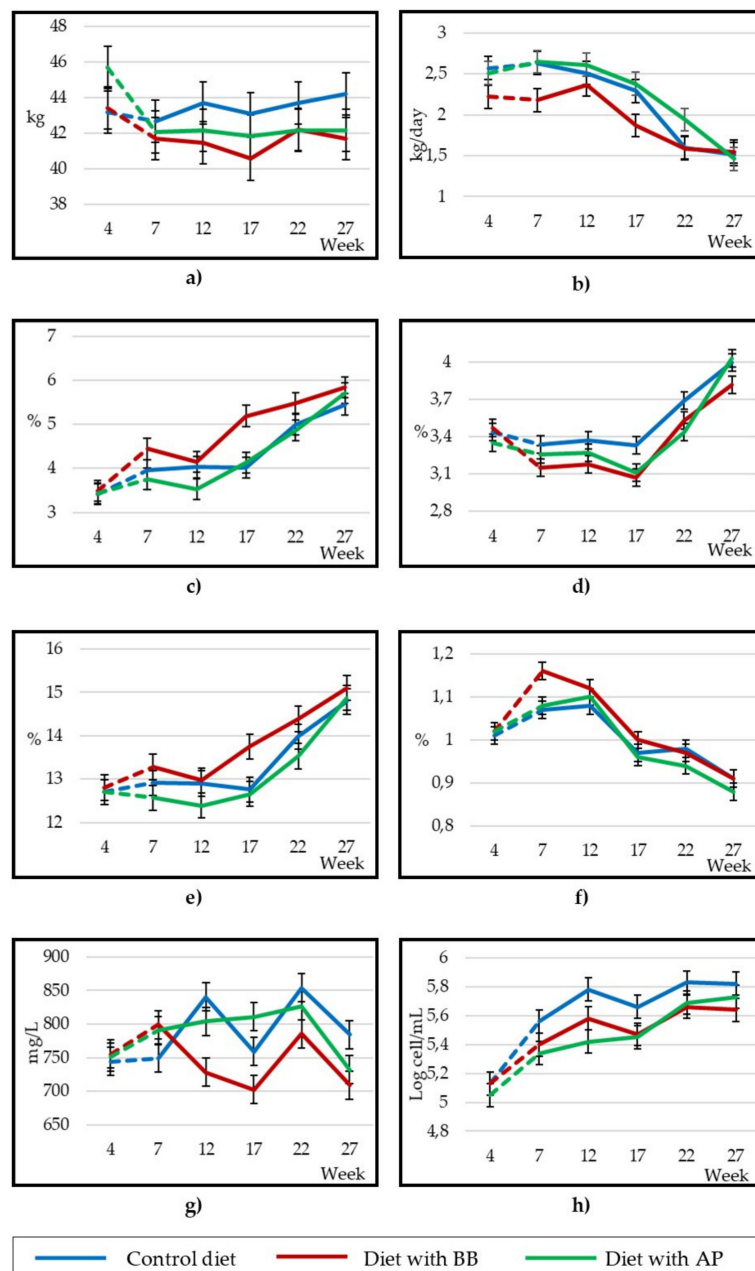 46
44
kg
42
40
38
4 7 12 17 22 27
Week
a)
3
2,5
kg/day
2
1,5
1
4 7 12 17 22 27
Week
b)
7
6
%
5
4
3
4 7 12 17 22 27
Week
c)
4
3,7
%
3,4
3,1
2,8
4 7 12 17 22 27
Week
d)
16
15
%
14
13
12
4 7 12 17 22 27
Week
e)
1,2
1,1
%
1
0,9
0,8
4 7 12 17 22 27
Week
f)
900
850
mg/L
800
750
700
650
4 7 12 17 22 27
Week
g)
6
5,8
Log cell/mL
5,6
5,4
5,2
5
4,8
4 7 12 17 22 27
Week
h)
Control diet Diet with BB Diet with AP